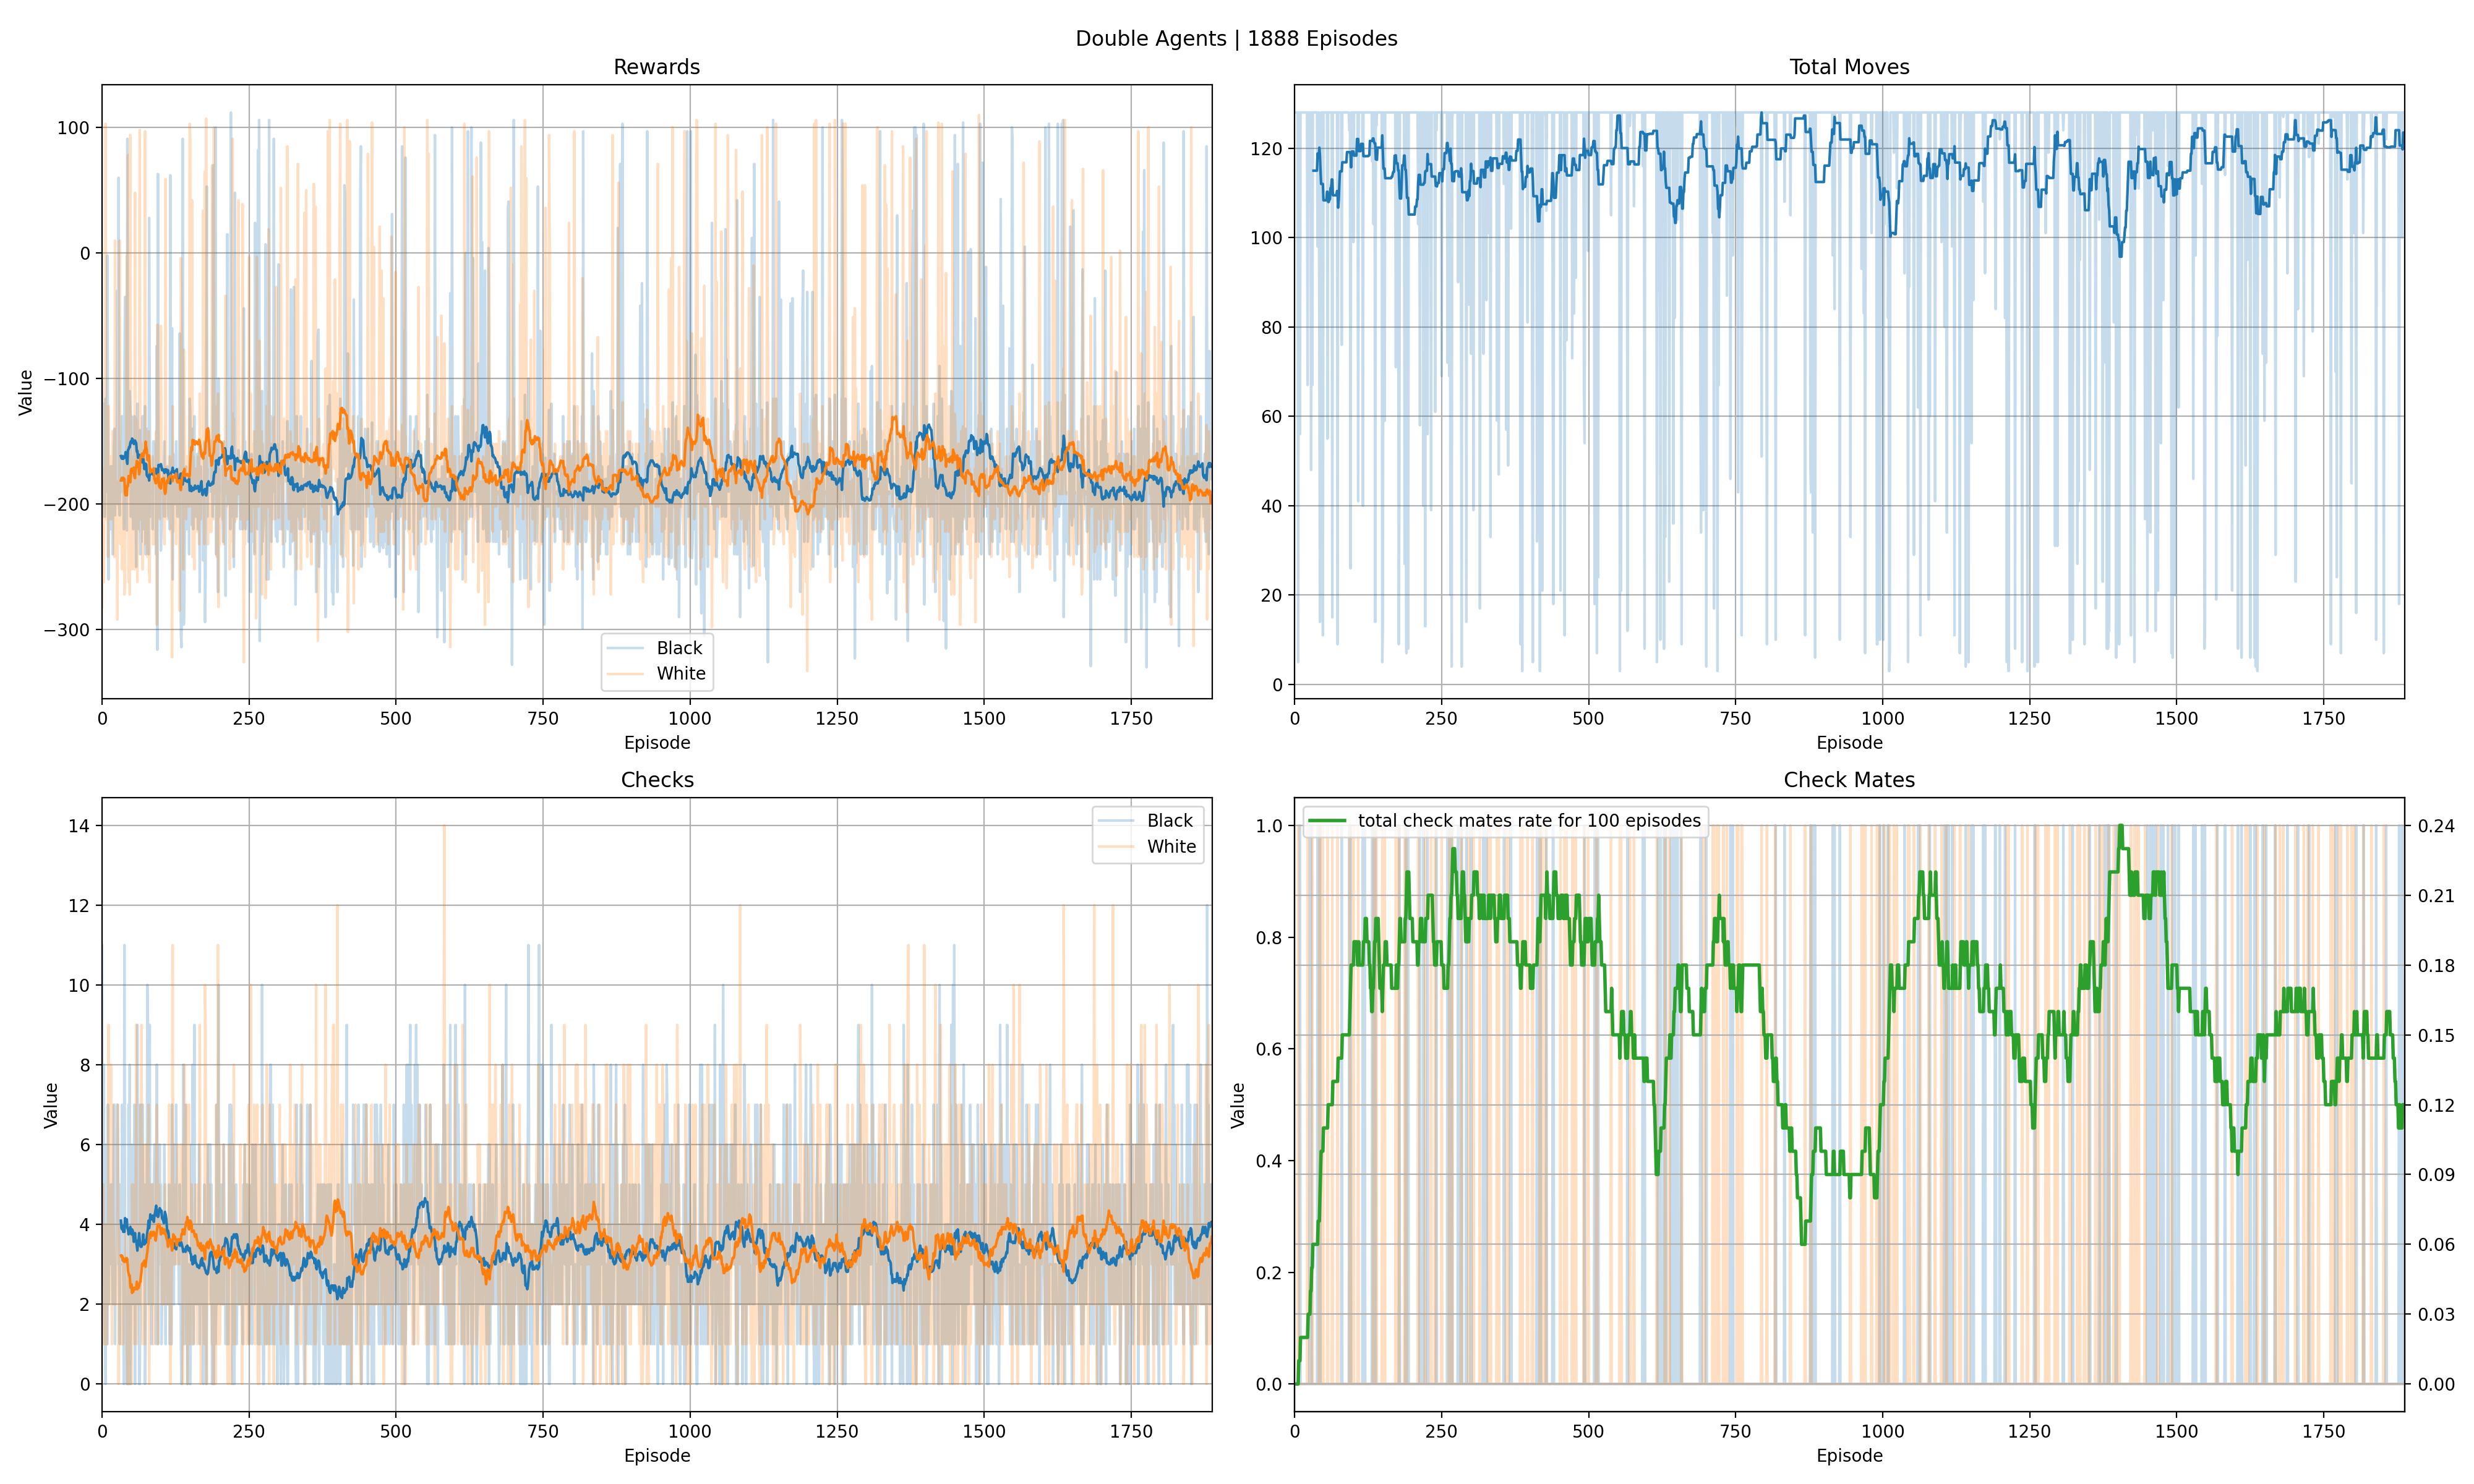 Double Agents | 1888 Episodes
Rewards
Value
100
0
−100
−200
−300
Black
White
0 250 500 750 1000 1250 1500 1750
Episode
Total Moves
120
100
80
60
40
20
0
0 250 500 750 1000 1250 1500 1750
Episode
Checks
Value
14
12
10
8
6
4
2
0
Black
White
0 250 500 750 1000 1250 1500 1750
Episode
Check Mates
Value
1.0
0.8
0.6
0.4
0.2
0.0
total check mates rate for 100 episodes
0.24
0.21
0.18
0.15
0.12
0.09
0.06
0.03
0.00
0 250 500 750 1000 1250 1500 1750
Episode